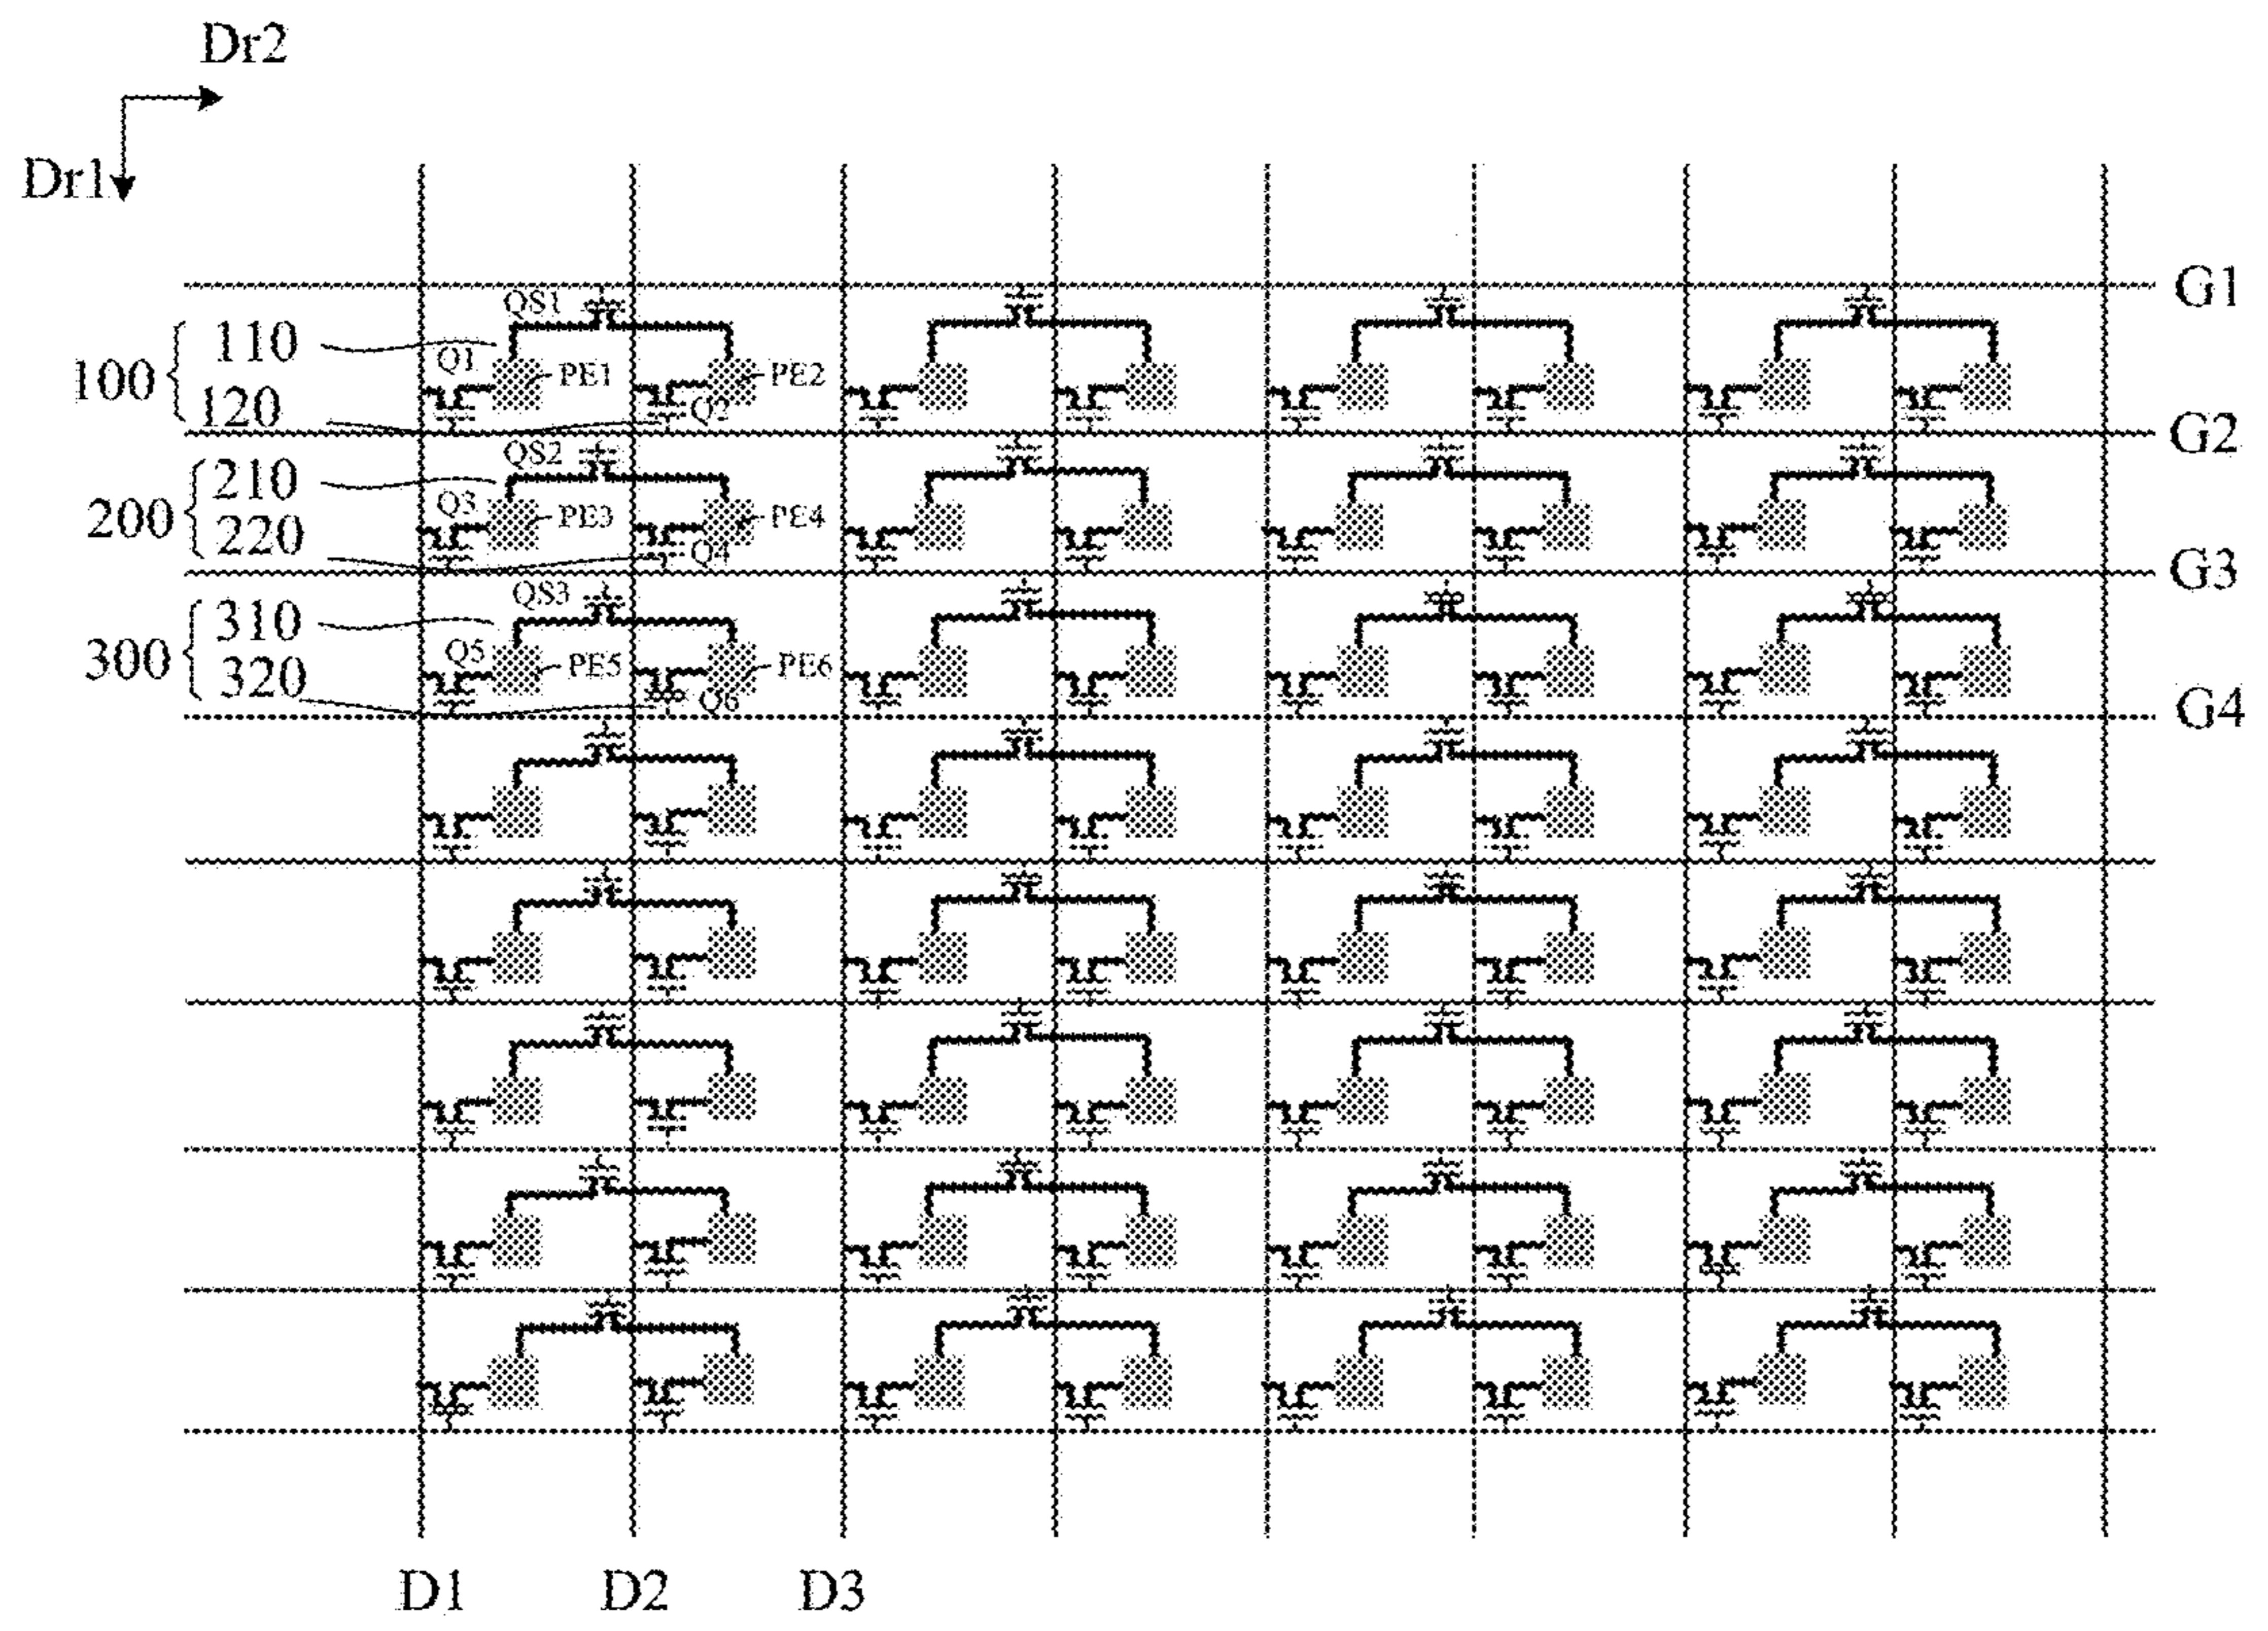 Dr2
Dr1
G1
QS1
110
100
Q1
PE1
PE2
120
Q2
G2
QS2
210
200
Q3
PE3
PE4
220
Q4
G3
QS3
310
300
Q5
PE5
PE6
320
Q6
G4
D1 D2 D3